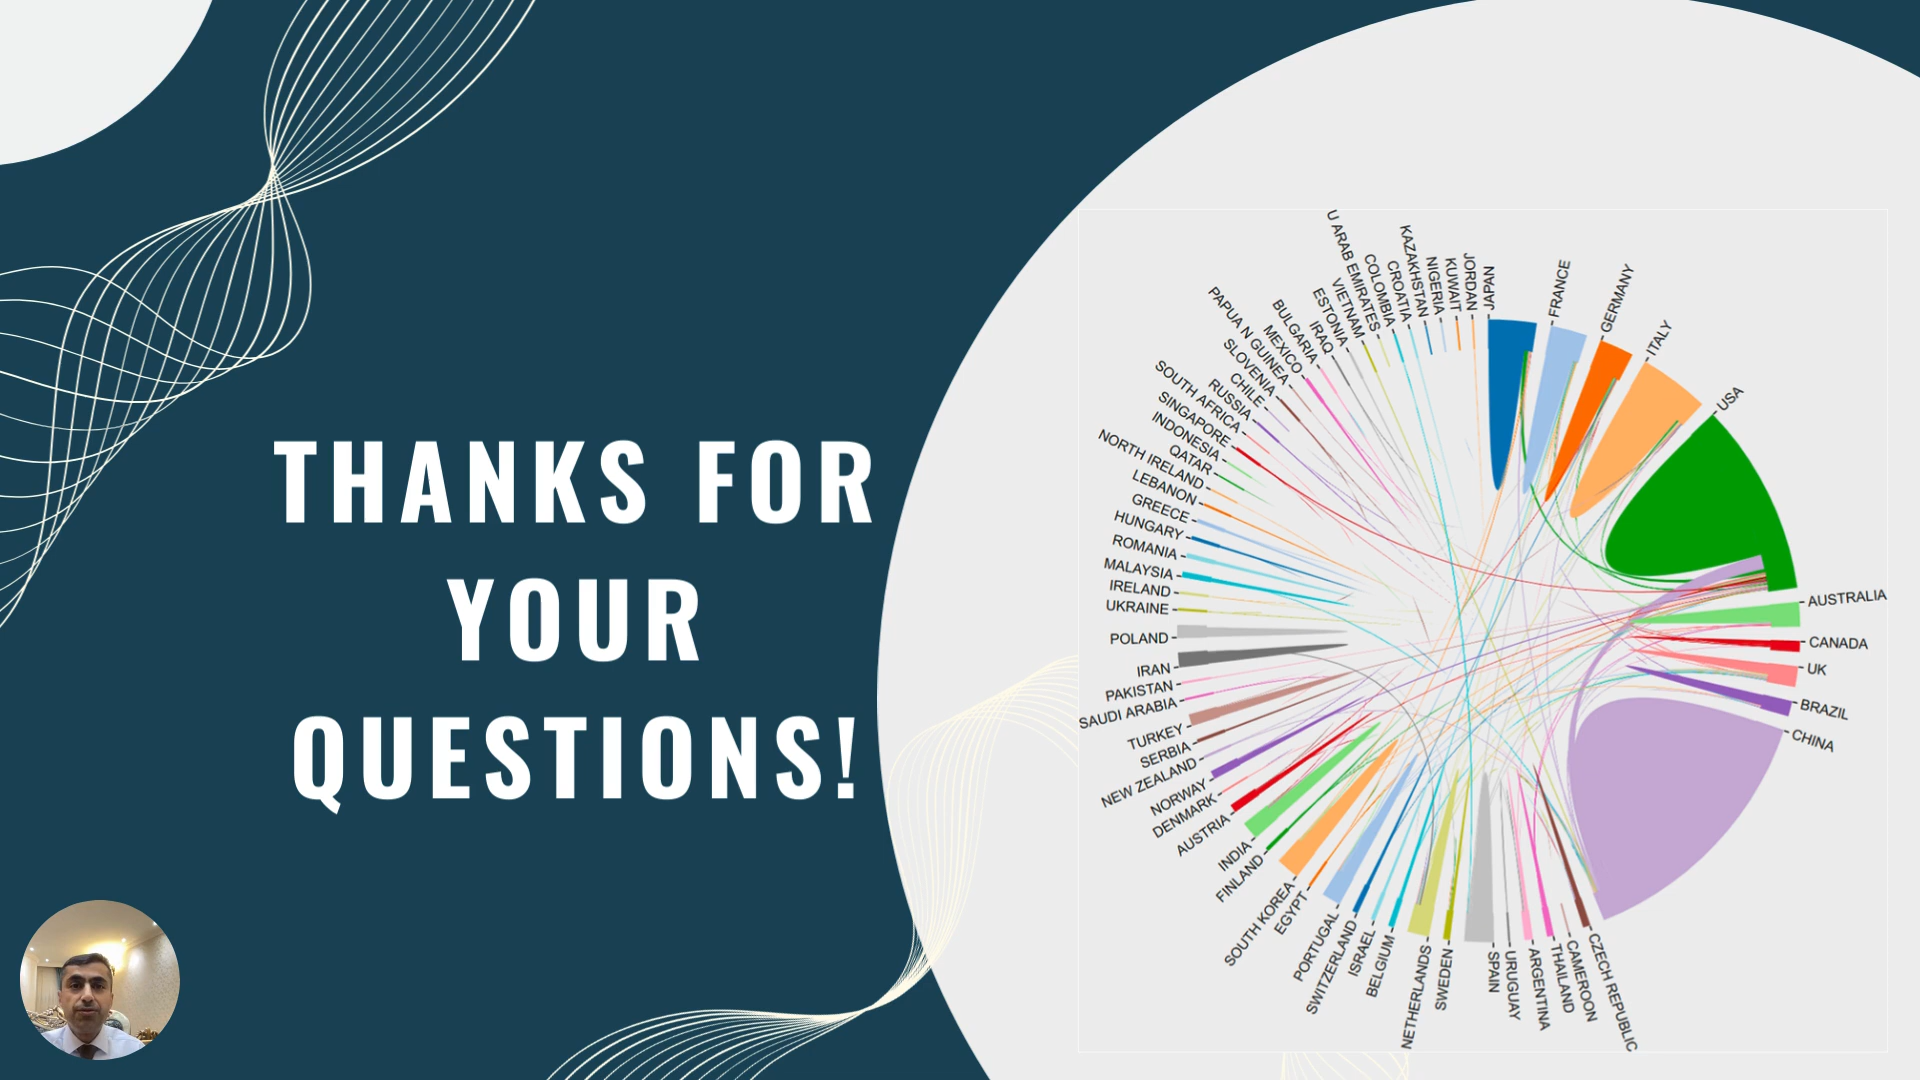 THANKS FOR
YOUR
QUESTIONS!
U ARAB EMIRATES
COLOMBIA
CROATIA
KAZAKHSTAN
NIGERIA
KUWAIT
JORDAN
JAPAN
FRANCE
GERMANY
ITALY
USA
AUSTRALIA
CANADA
UK
BRAZIL
CHINA
CZECH REPUBLIC
CAMEROON
THAILAND
ARGENTINA
URUGUAY
SPAIN
SWEDEN
NETHERLANDS
BELGIUM
ISRAEL
SWITZERLAND
PORTUGAL
EGYPT
SOUTH KOREA
FINLAND
INDIA
AUSTRIA
DENMARK
NORWAY
NEW ZEALAND
SERBIA
TURKEY
SAUDI ARABIA
PAKISTAN
IRAN
POLAND
UKRAINE
IRELAND
MALAYSIA
ROMANIA
HUNGARY
GREECE
LEBANON
NORTH IRELAND
QATAR
INDONESIA
SINGAPORE
SOUTH AFRICA
RUSSIA
CHILE
SLOVENIA
PAPUA N GUINEA
MEXICO
BULGARIA
IRAQ
ESTONIA
VIETNAM